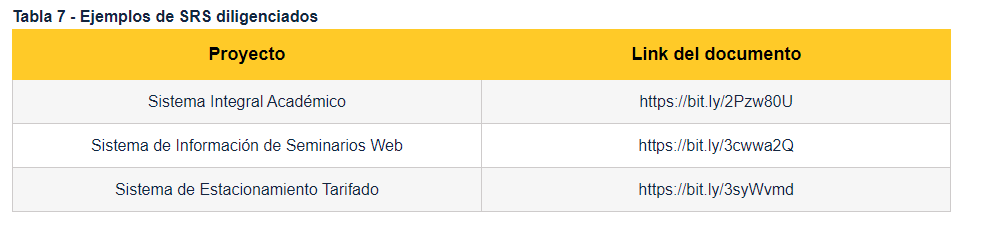 Tabla 7 - Ejemplos de SRS diligenciados
Proyecto Link del documento
Sistema Integral Académico https://bit.ly/2Pzw80U
Sistema de Información de Seminarios Web https://bit.ly/3cwwa2Q
Sistema de Estacionamiento Tarifado https://bit.ly/3syWvmd